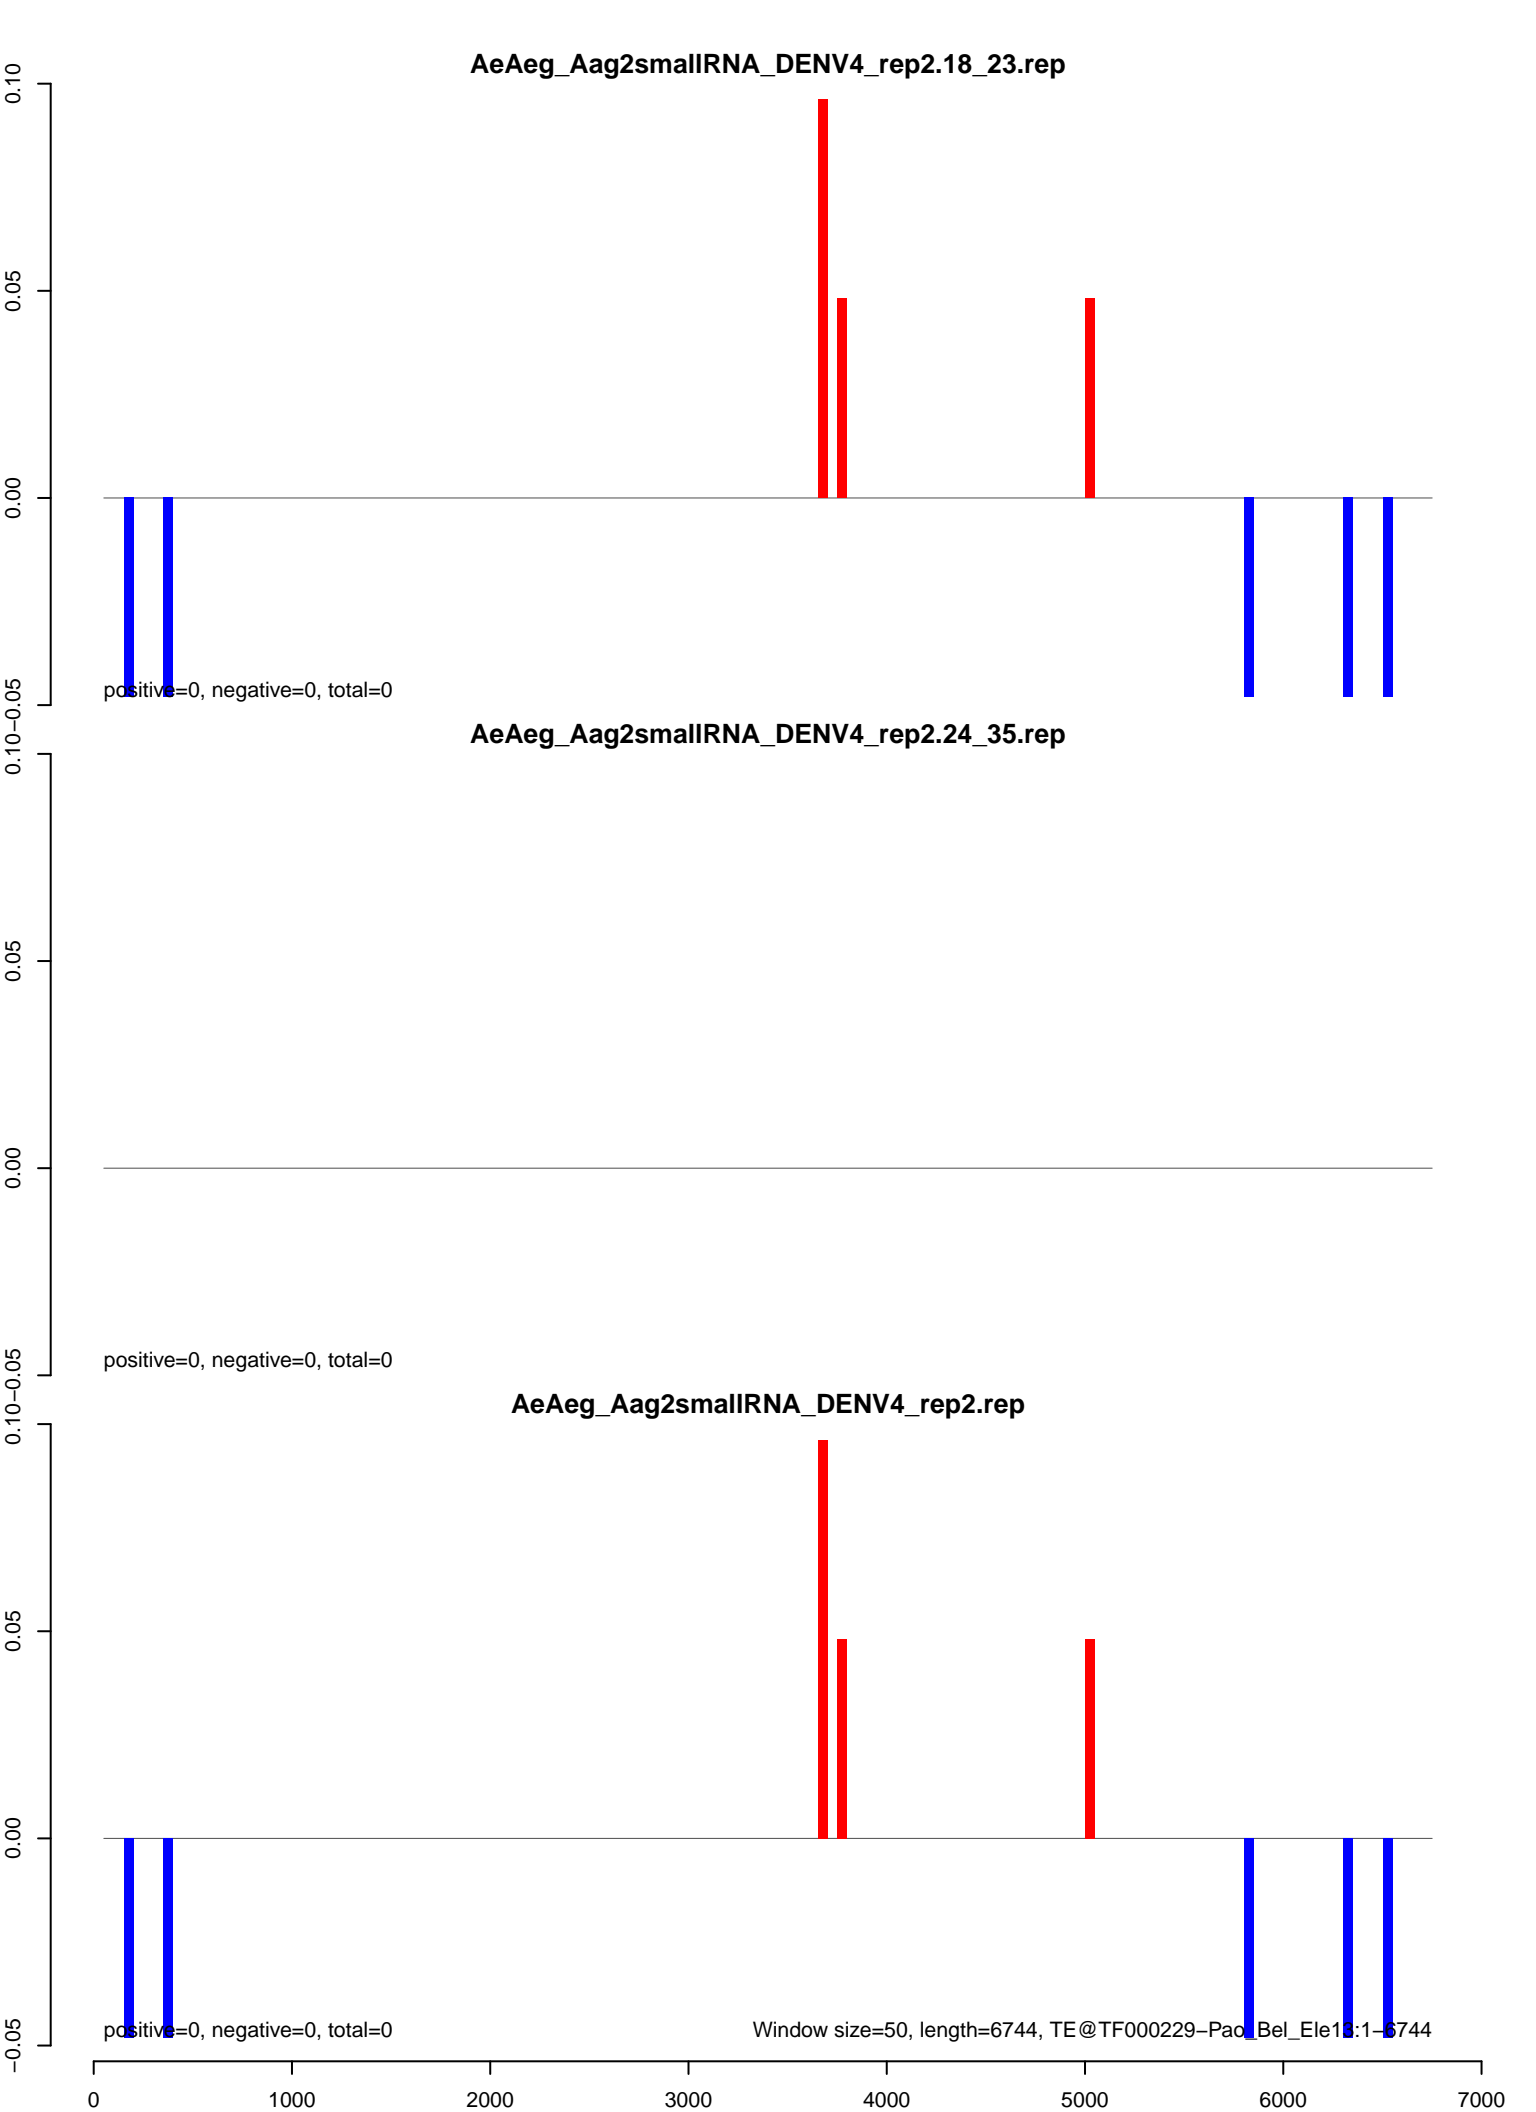 AeAeg_Aag2smallRNA_DENV4_rep2.18_23.rep
0.10
0.05
0.00
−0.05
positive=0, negative=0, total=0
AeAeg_Aag2smallRNA_DENV4_rep2.24_35.rep
0.10
0.05
0.00
−0.05
positive=0, negative=0, total=0
AeAeg_Aag2smallRNA_DENV4_rep2.rep
0.10
0.05
0.00
−0.05
positive=0, negative=0, total=0
Window size=50, length=6744, TE@TF000229−Pao_Bel_Ele13:1−6744
0 1000 2000 3000 4000 5000 6000 7000